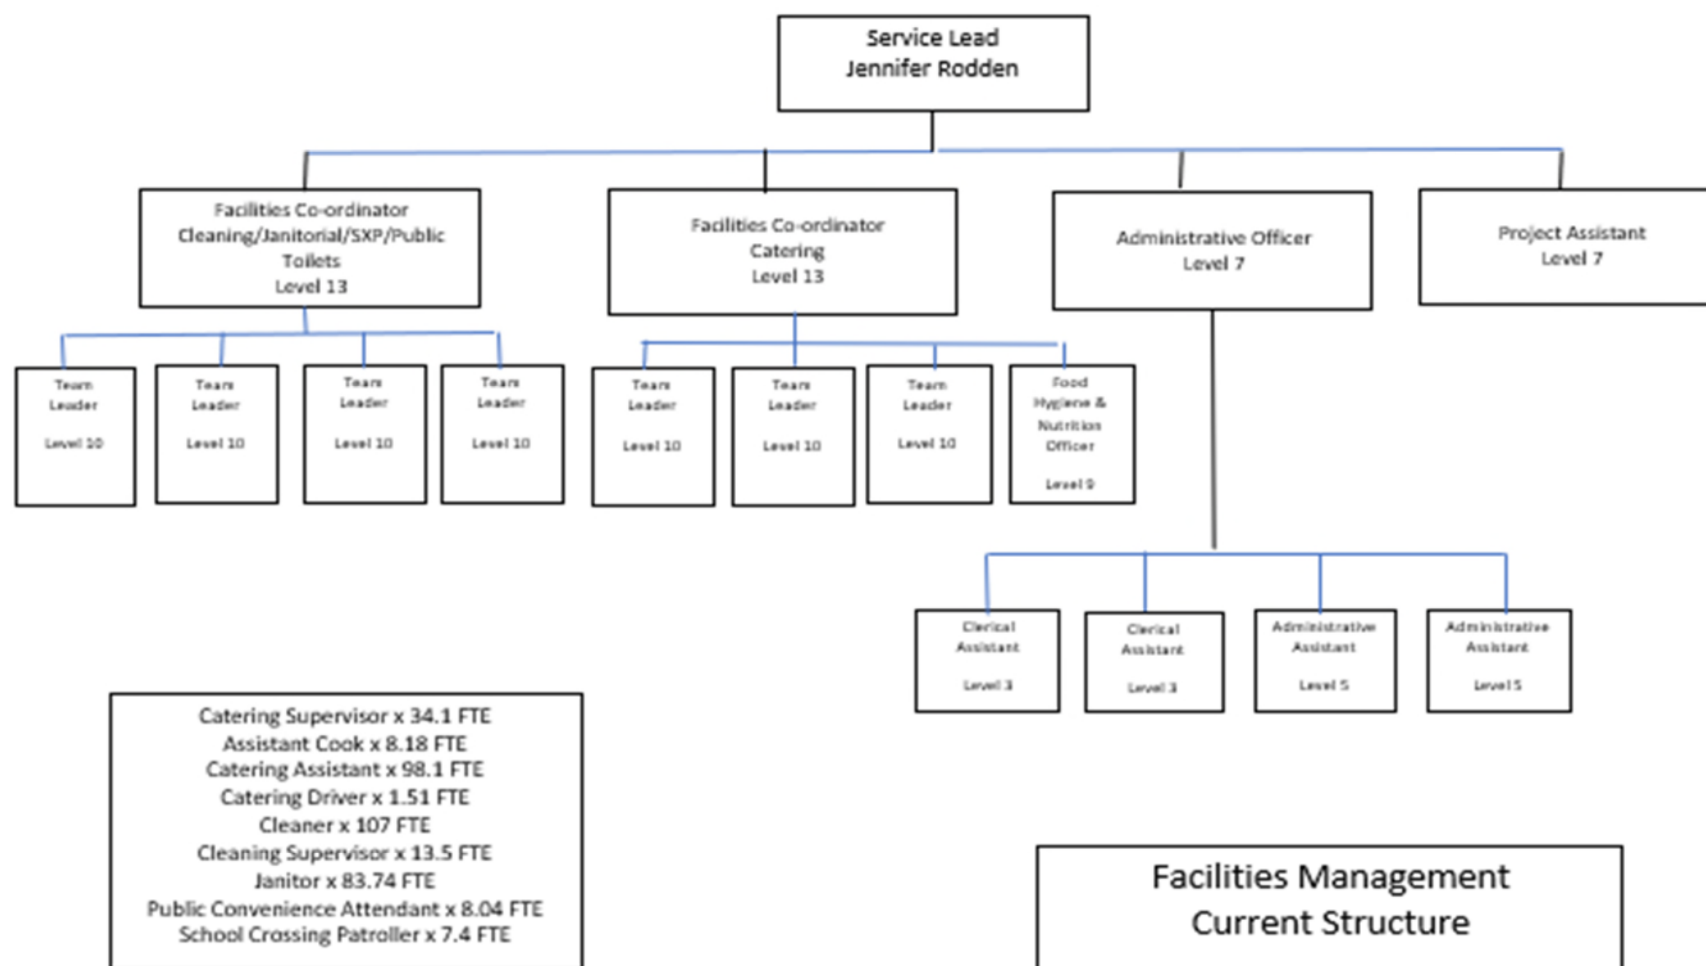 Service Lead
Jennifer Rodden
Facilities Co-ordinator
Cleaning/Janitorial/SXP/Public
Toilets
Level 13
Facilities Co-ordinator
Catering
Level 13
Administrative Officer
Level 7
Project Assistant
Level 7
Team
Leader
Level 10
Team
Leader
Level 10
Team
Leader
Level 10
Team
Leader
Level 10
Team
Leader
Level 10
Team
Leader
Level 10
Team
Leader
Level 10
Food
Hygiene &
Nutrition
Officer
Level 9
Clerical
Assistant
Level 3
Clerical
Assistant
Level 3
Administrative
Assistant
Level 5
Administrative
Assistant
Level 5
Catering Supervisor x 34.1 FTE
Assistant Cook x 8.18 FTE
Catering Assistant x 98.1 FTE
Catering Driver x 1.51 FTE
Cleaner x 107 FTE
Cleaning Supervisor x 13.5 FTE
Janitor x 83.74 FTE
Public Convenience Attendant x 8.04 FTE
School Crossing Patroller x 7.4 FTE
Facilities Management
Current Structure